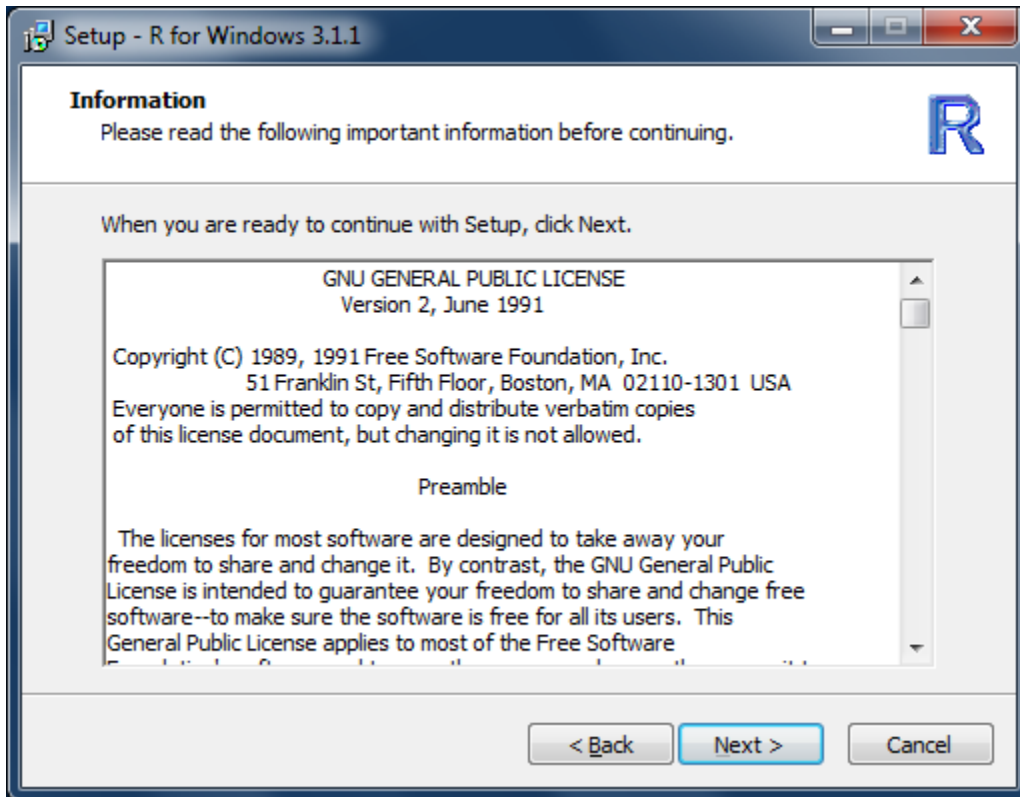 Setup - R for Windows 3.1.1
Information
Please read the following important information before continuing.
R
When you are ready to continue with Setup, click Next.
GNU GENERAL PUBLIC LICENSE
Version 2, June 1991
Copyright (C) 1989, 1991 Free Software Foundation, Inc.
51 Franklin St, Fifth Floor, Boston, MA 02110-1301 USA
Everyone is permitted to copy and distribute verbatim copies
of this license document, but changing it is not allowed.
Preamble
The licenses for most software are designed to take away your
freedom to share and change it. By contrast, the GNU General Public
License is intended to guarantee your freedom to share and change free
software--to make sure the software is free for all its users. This
General Public License applies to most of the Free Software
< Back
Next >
Cancel